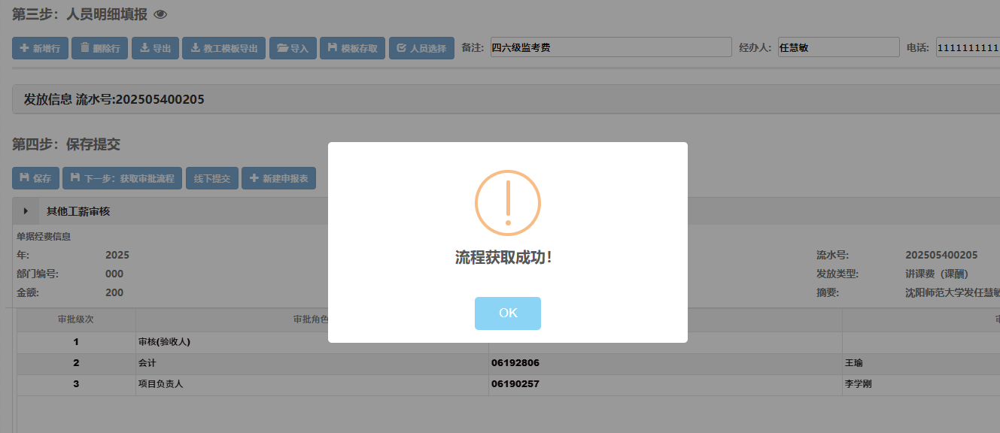 第三步：人员明细填报
新增行 删除行 导出 教工模板导出 导入 模板存取 人员选择 备注: 四六级监考费 经办人: 任慧敏 电话: 1111111111
发放信息 流水号:202505400205
第四步：保存提交
保存 下一步：获取审批流程 线下提交 新建申报表
其他工薪审核
单据经费信息
年: 2025 流水号: 202505400205
部门编号: 000 发放类型: 讲课费（课酬）
金额: 200 摘要: 沈阳师范大学发任慧敏
流程获取成功！
OK
审批级次 审批角色
1 审核(验收人)
2 会计 06192806 王瑜
3 项目负责人 06190257 李学刚